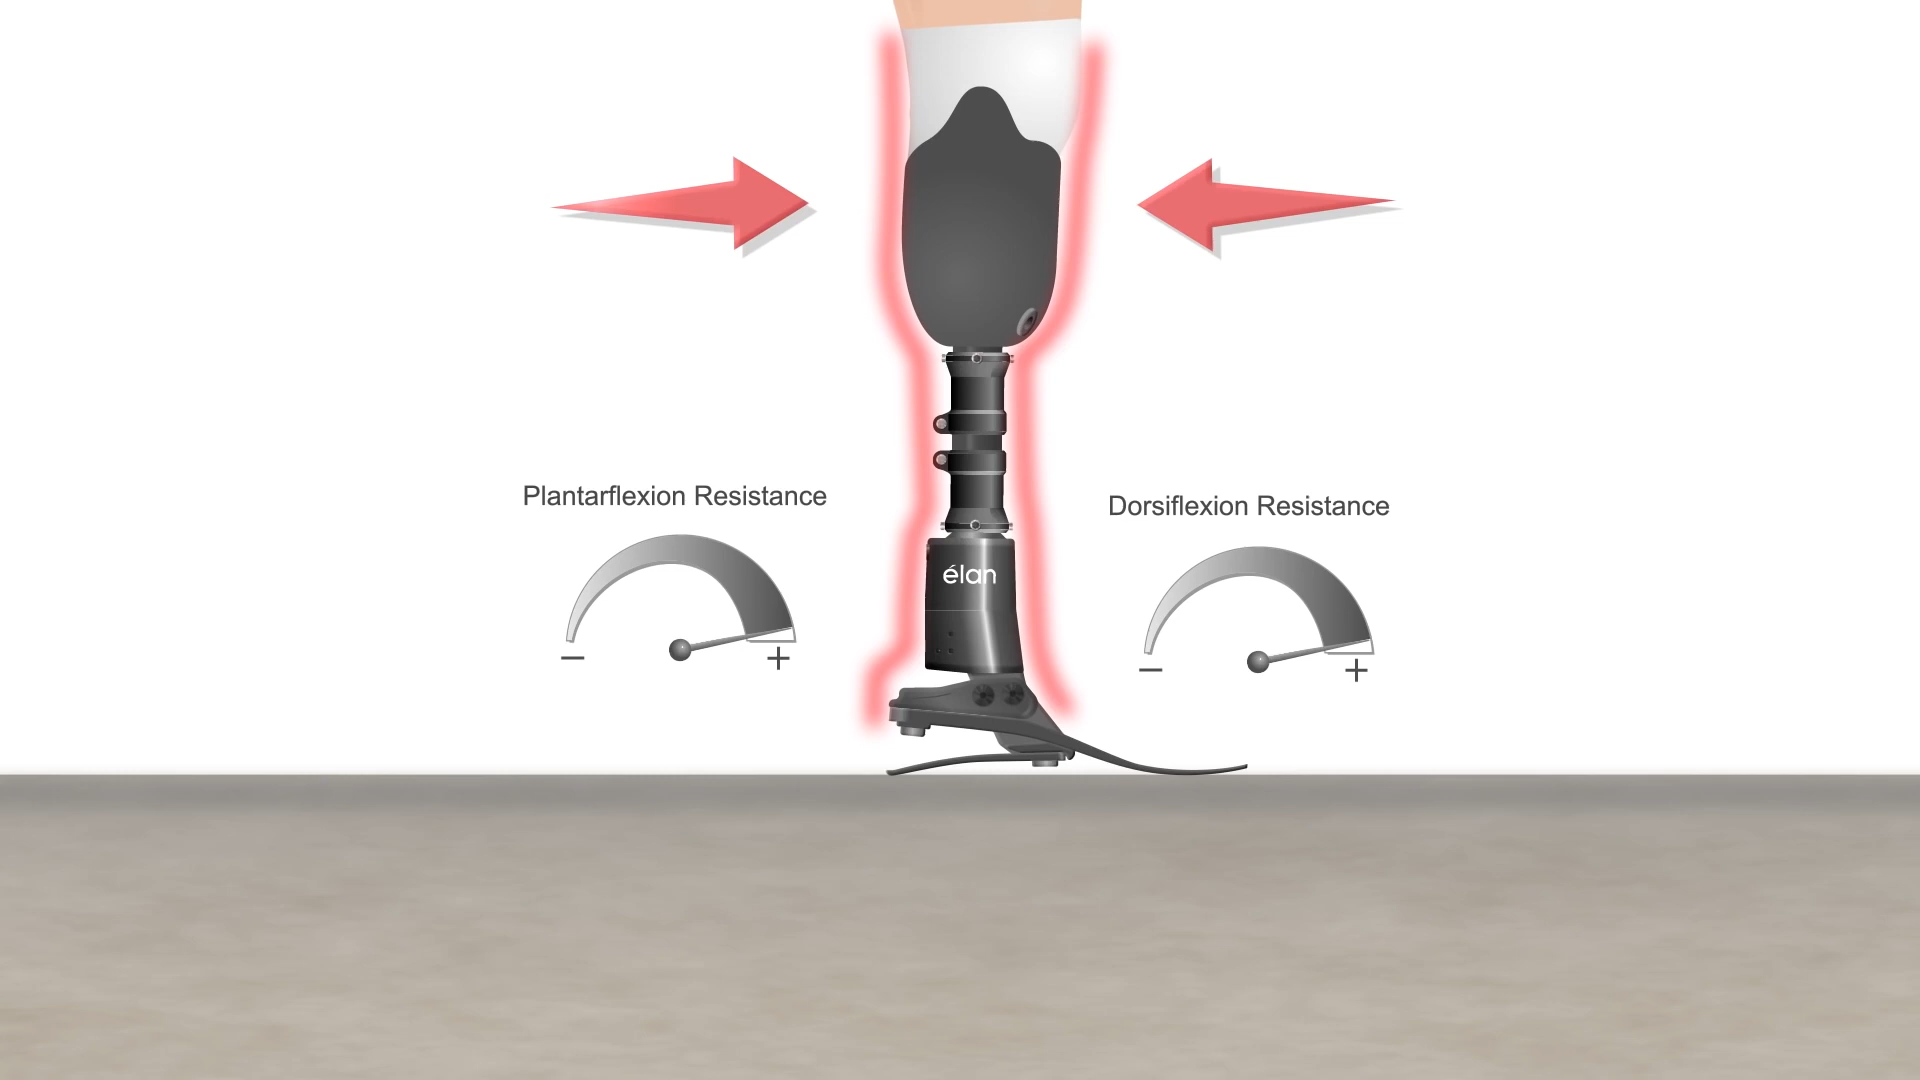 Plantarflexion Resistance
Dorsiflexion Resistance
élan
− +
− +